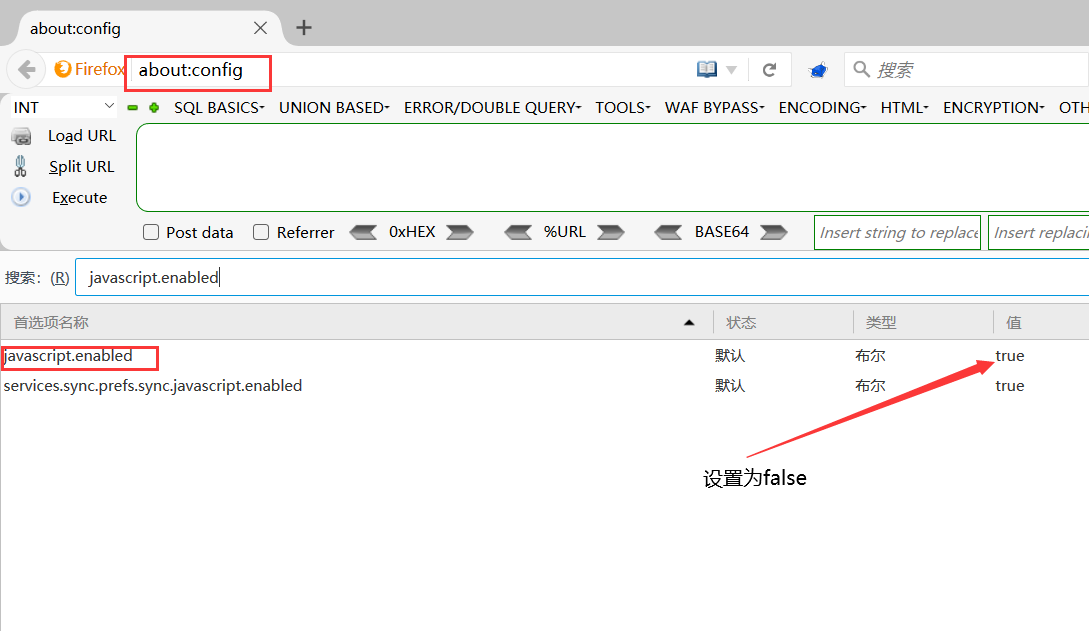 about:config
Firefox about:config 搜索
INT SQL BASICS UNION BASED ERROR/DOUBLE QUERY TOOLS WAF BYPASS ENCODING HTML ENCRYPTION OTH
Load URL
Split URL
Execute
Post data Referrer 0xHEX %URL BASE64 Insert string to replace Insert replacin
搜索: (R) javascript.enabled
首选项名称 状态 类型 值
javascript.enabled 默认 布尔 true
services.sync.prefs.sync.javascript.enabled 默认 布尔 true
设置为false